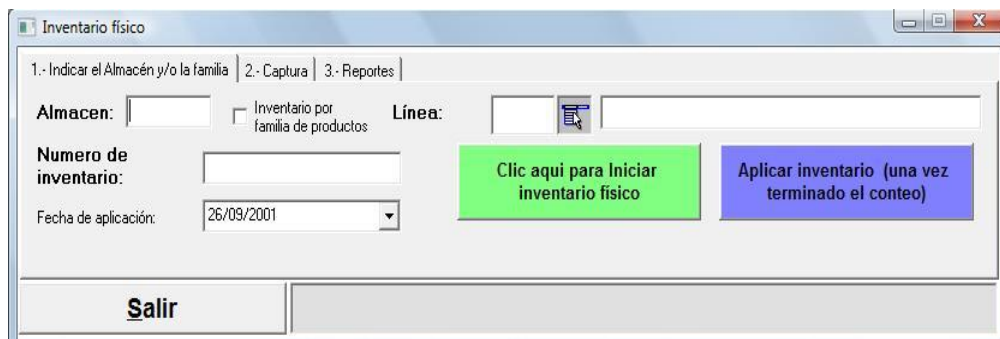 Inventario físico
1.- Indicar el Almacén y/o la familia 2.- Captura 3.- Reportes
Almacen:
Inventario por
familia de productos
Línea:
Numero de
inventario:
Clic aqui para Iniciar
inventario físico
Aplicar inventario (una vez
terminado el conteo)
Fecha de aplicación:
26/09/2001
Salir